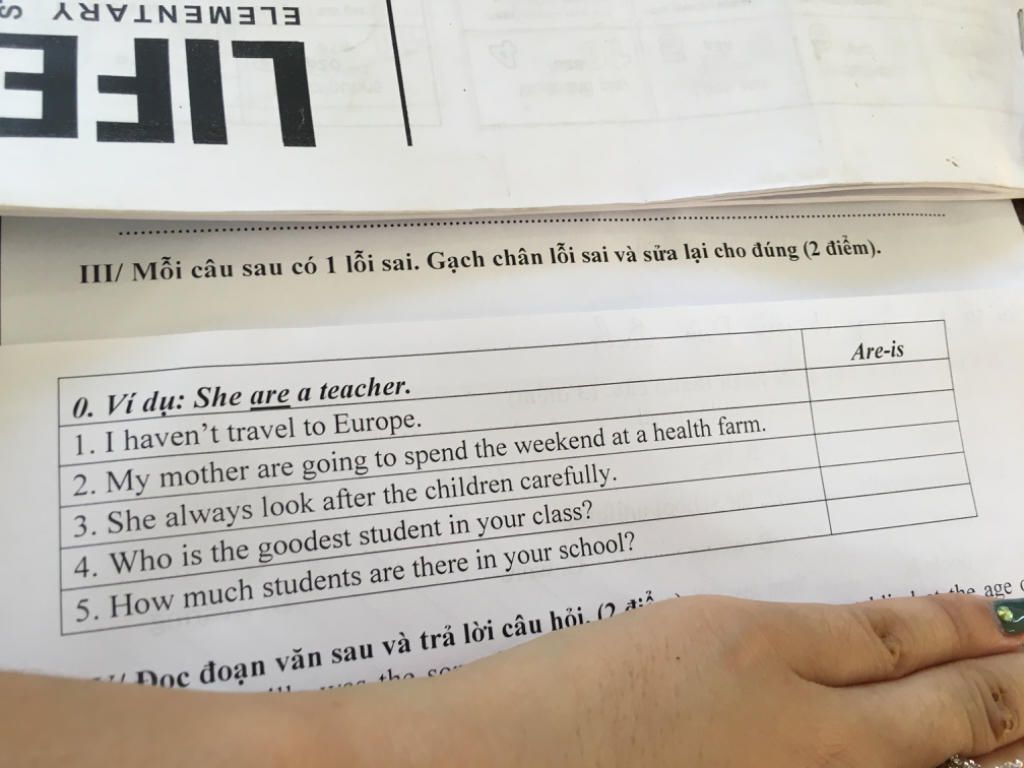 LIFE
ELEMENTARY
III/ Mỗi câu sau có 1 lỗi sai. Gạch chân lỗi sai và sửa lại cho đúng (2 điểm).
0. Ví dụ: She are a teacher. Are-is
1. I haven't travel to Europe.
2. My mother are going to spend the weekend at a health farm.
3. She always look after the children carefully.
4. Who is the goodest student in your class?
5. How much students are there in your school?
Đọc đoạn văn sau và trả lời câu hỏi. (2
the age
was the